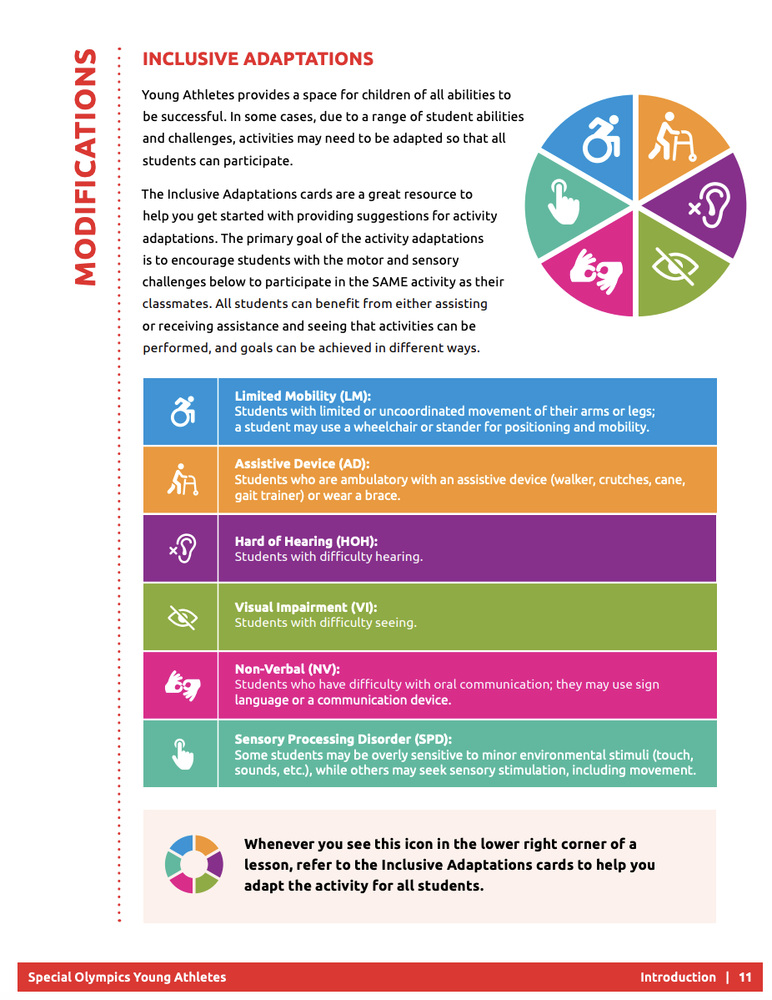 MODIFICATIONS
INCLUSIVE ADAPTATIONS
Young Athletes provides a space for children of all abilities to
be successful. In some cases, due to a range of student abilities
and challenges, activities may need to be adapted so that all
students can participate.
The Inclusive Adaptations cards are a great resource to
help you get started with providing suggestions for activity
adaptations. The primary goal of the activity adaptations
is to encourage students with the motor and sensory
challenges below to participate in the SAME activity as their
classmates. All students can benefit from either assisting
or receiving assistance and seeing that activities can be
performed, and goals can be achieved in different ways.
Limited Mobility (LM):
Students with limited or uncoordinated movement of their arms or legs;
a student may use a wheelchair or stander for positioning and mobility.
Assistive Device (AD):
Students who are ambulatory with an assistive device (walker, crutches, cane,
gait trainer) or wear a brace.
Hard of Hearing (HOH):
Students with difficulty hearing.
Visual Impairment (VI):
Students with difficulty seeing.
Non-Verbal (NV):
Students who have difficulty with oral communication; they may use sign
language or a communication device.
Sensory Processing Disorder (SPD):
Some students may be overly sensitive to minor environmental stimuli (touch,
sounds, etc.), while others may seek sensory stimulation, including movement.
Whenever you see this icon in the lower right corner of a
lesson, refer to the Inclusive Adaptations cards to help you
adapt the activity for all students.
Special Olympics Young Athletes
Introduction | 11